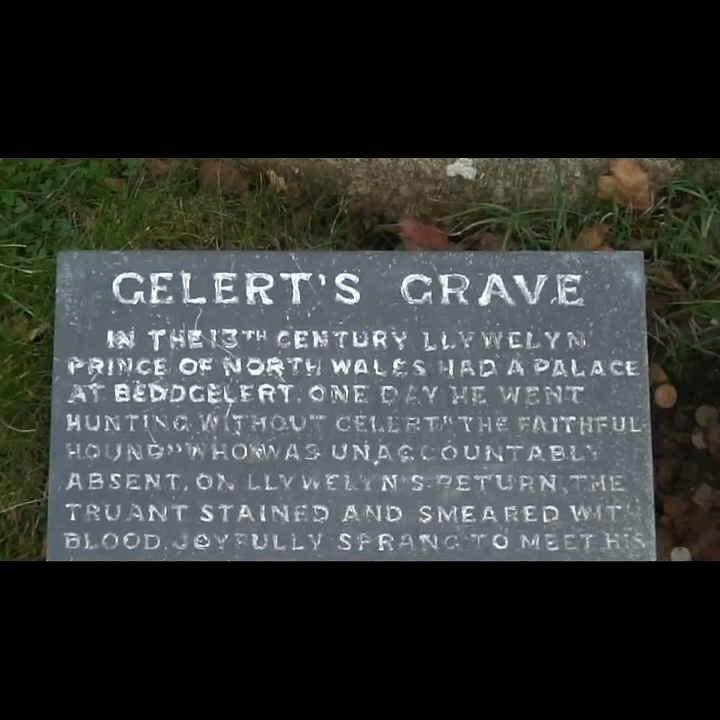 GELERT'S GRAVE
IN THE 13TH CENTURY LLYWELYN
PRINCE OF NORTH WALES HAD A PALACE
AT BEDDGELERT. ONE DAY HE WENT
HUNTING WITHOUT GELERT "THE FAITHFUL
HOUND" WHO WAS UNACCOUNTABLY
ABSENT. ON LLYWELYN'S RETURN, THE
TRUANT STAINED AND SMEARED WITH
BLOOD JOYFULLY SPRANG TO MEET HIS